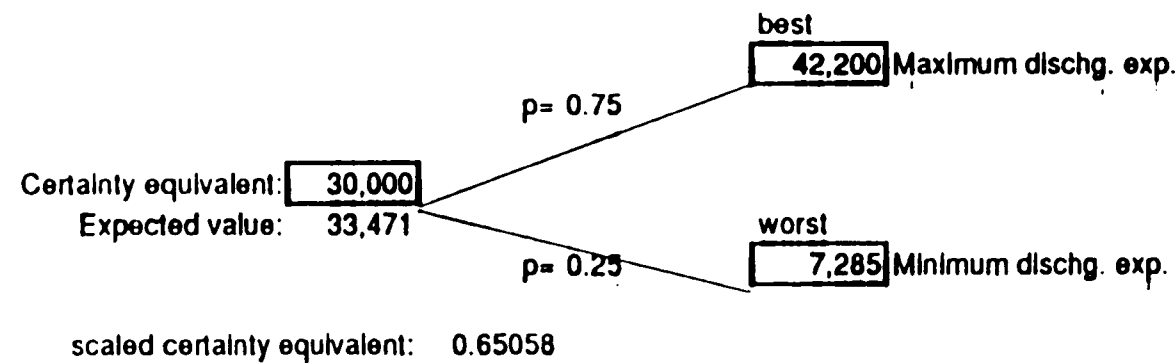 best
42,200 Maximum dischg. exp.
p= 0.75
Certainty equivalent: 30,000
Expected value: 33,471
worst
p= 0.25
7,285 Minimum dischg. exp.
scaled certainty equivalent: 0.65058